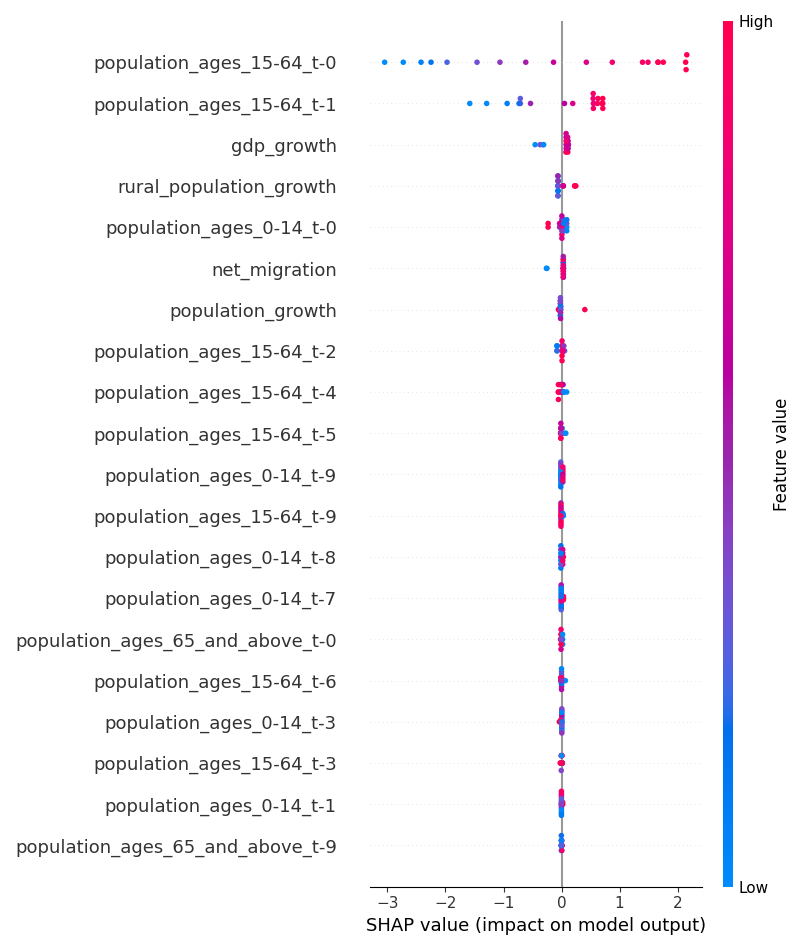 High
population_ages_15-64_t-0
population_ages_15-64_t-1
gdp_growth
rural_population_growth
population_ages_0-14_t-0
net_migration
population_growth
population_ages_15-64_t-2
population_ages_15-64_t-4
population_ages_15-64_t-5
population_ages_0-14_t-9
population_ages_15-64_t-9
population_ages_0-14_t-8
population_ages_0-14_t-7
population_ages_65_and_above_t-0
population_ages_15-64_t-6
population_ages_0-14_t-3
population_ages_15-64_t-3
population_ages_0-14_t-1
population_ages_65_and_above_t-9
Feature value
Low
−3 −2 −1 0 1 2
SHAP value (impact on model output)